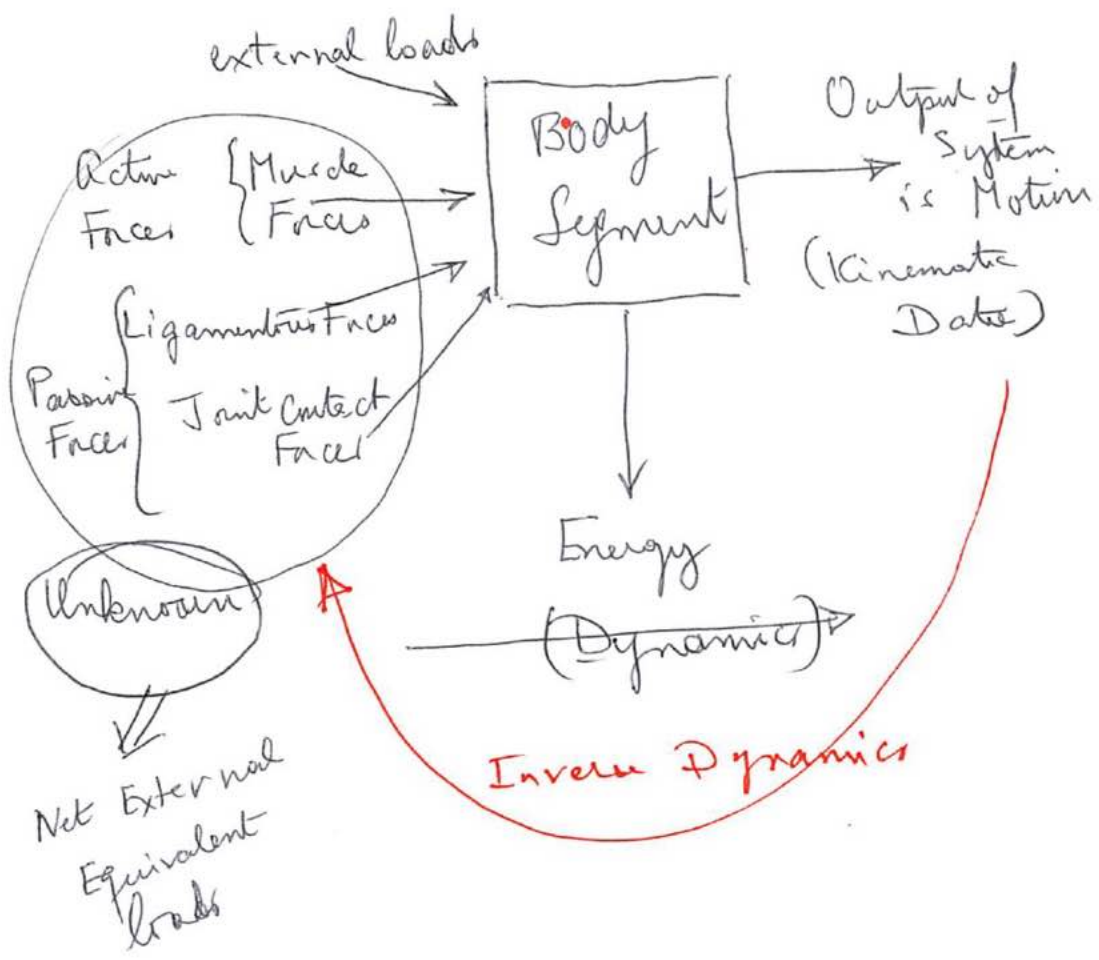 external loads
Body
Segment
Output of
System
is Motion
(Kinematic
Data)
Active
Forces
{Muscle
Forces
{Ligamentous Forces
Passive
Forces
Joint Contact
Forces
Energy
(Dynamics)
Unknown
Inverse Dynamics
Net External
Equivalent
loads